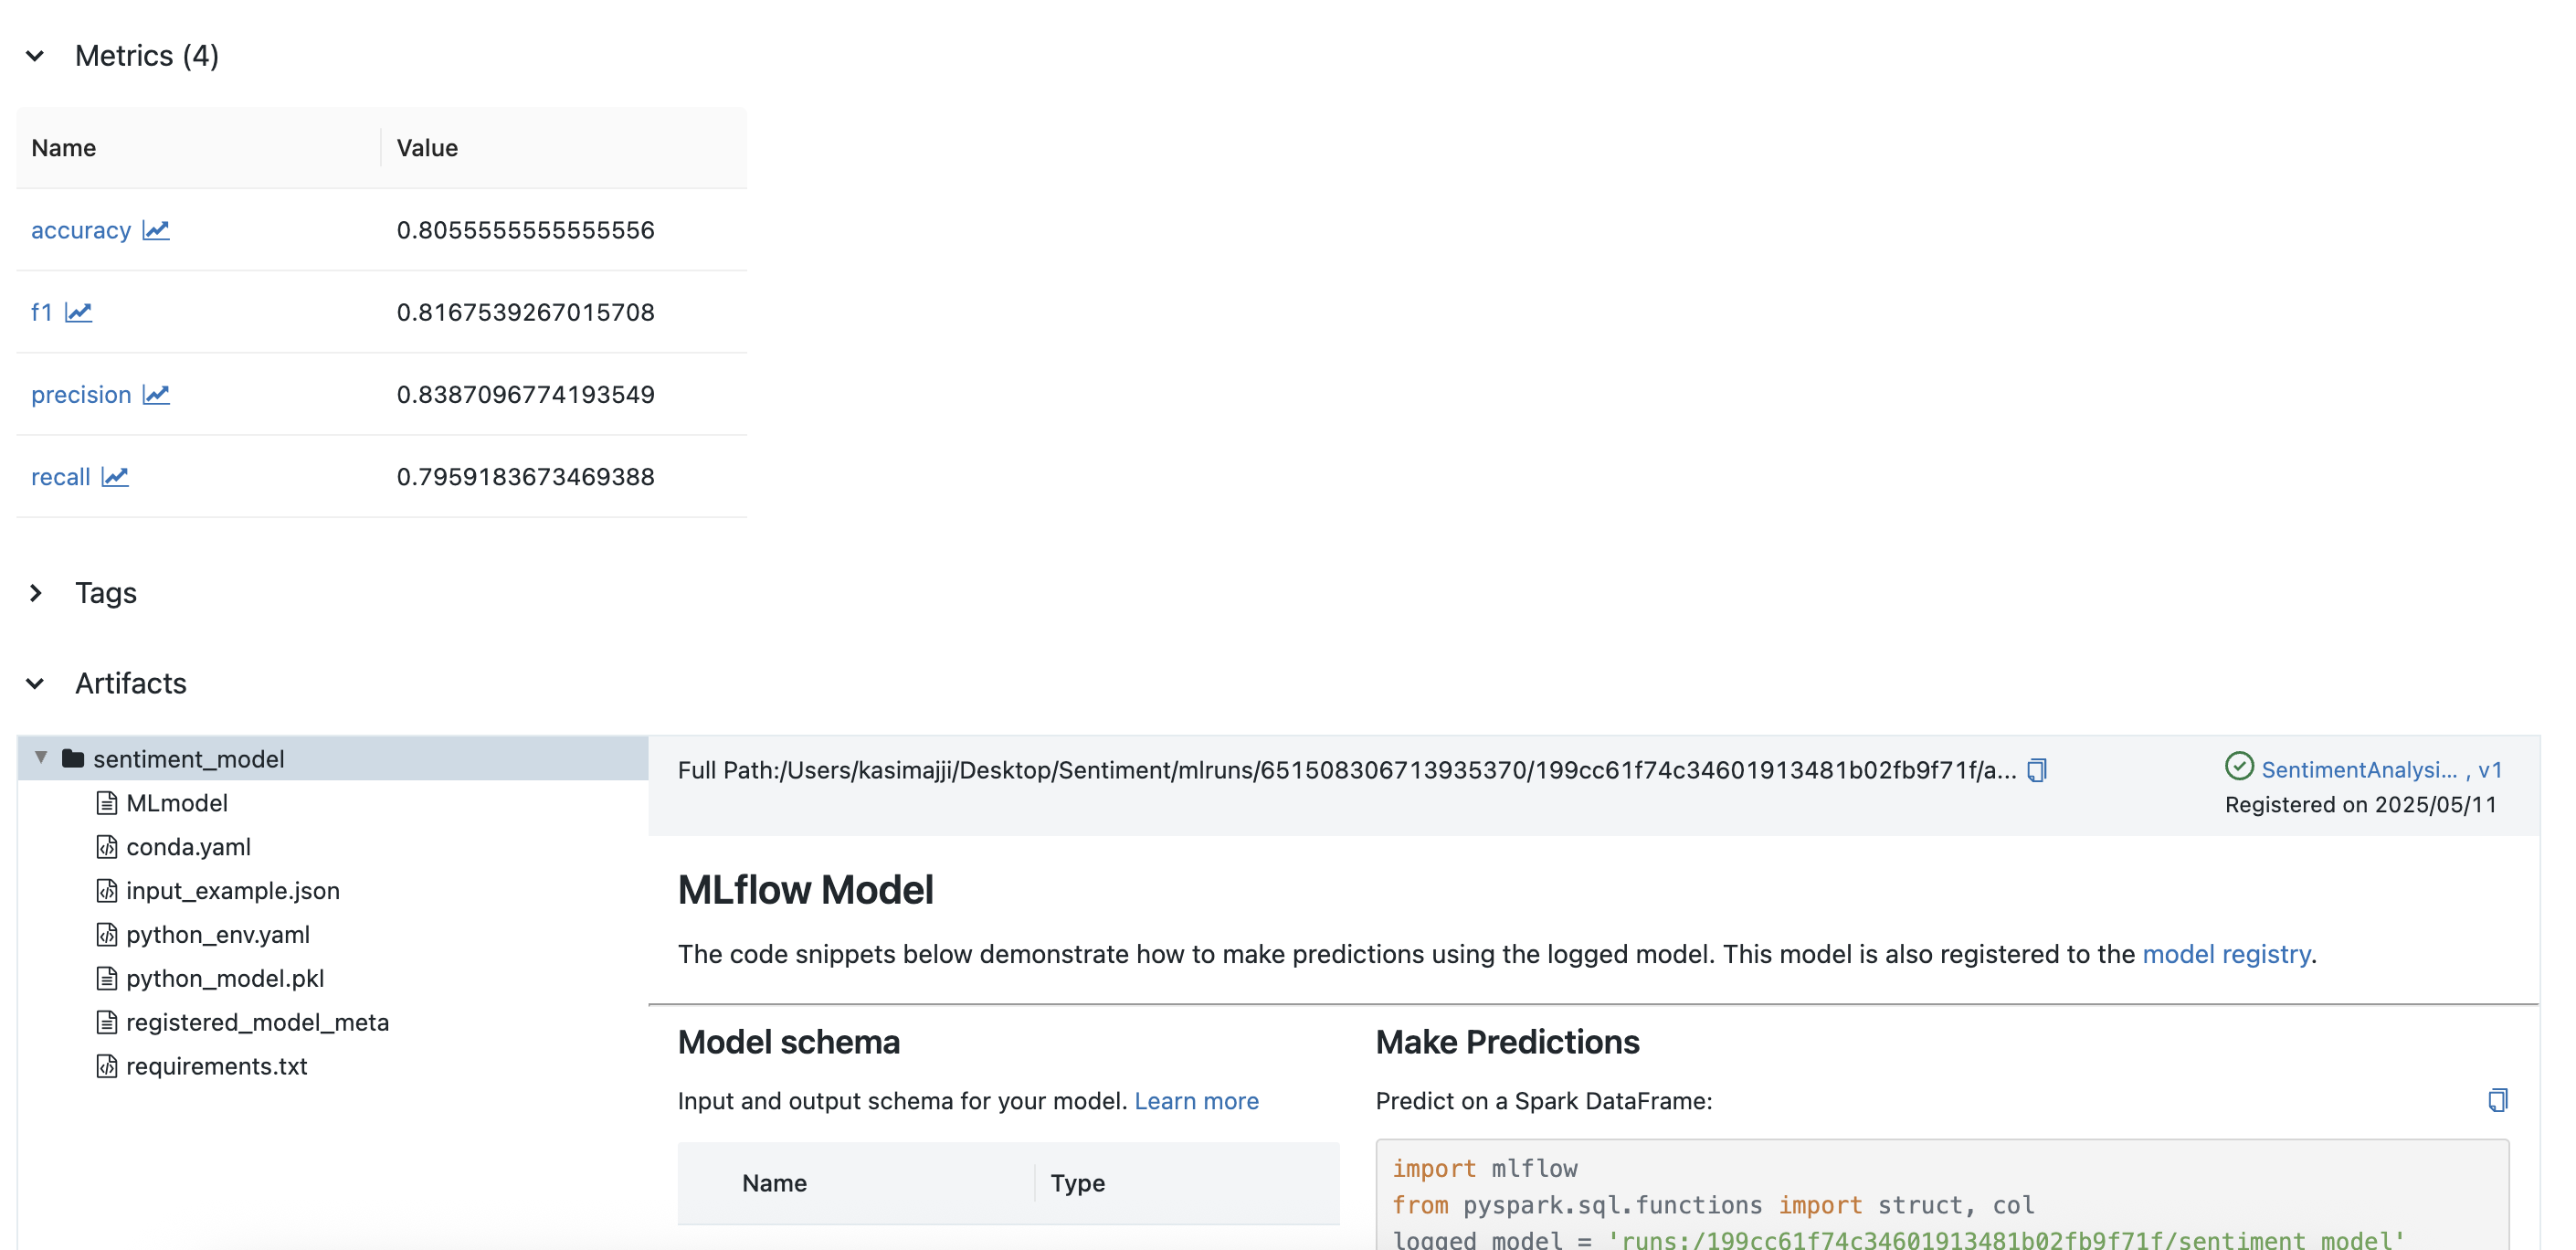 Metrics (4)
Name Value
accuracy 0.8055555555555556
f1 0.8167539267015708
precision 0.8387096774193549
recall 0.7959183673469388
Tags
Artifacts
sentiment_model
MLmodel
conda.yaml
input_example.json
python_env.yaml
python_model.pkl
registered_model_meta
requirements.txt
Full Path:/Users/kasimajji/Desktop/Sentiment/mlruns/651508306713935370/199cc61f74c34601913481b02fb9f71f/a...
SentimentAnalysi... , v1
Registered on 2025/05/11
MLflow Model
The code snippets below demonstrate how to make predictions using the logged model. This model is also registered to the model registry.
Model schema
Input and output schema for your model. Learn more
Name Type
Make Predictions
Predict on a Spark DataFrame:
import mlflow
from pyspark.sql.functions import struct, col
logged_model = 'runs:/199cc61f74c34601913481b02fb9f71f/sentiment_model'